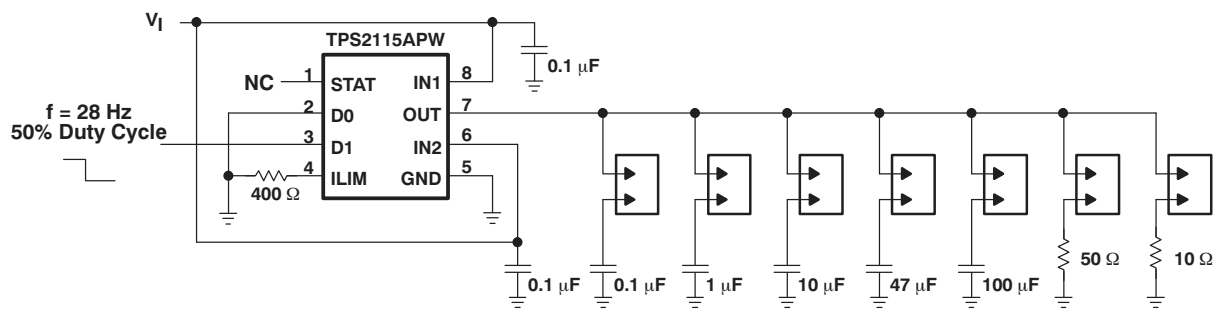 VI
TPS2115APW
0.1 μF
NC 1 STAT IN1 8
f = 28 Hz
50% Duty Cycle
2 D0 OUT 7
3 D1 IN2 6
4 ILIM GND 5
400 Ω
0.1 μF 0.1 μF 1 μF 10 μF 47 μF 100 μF 50 Ω 10 Ω